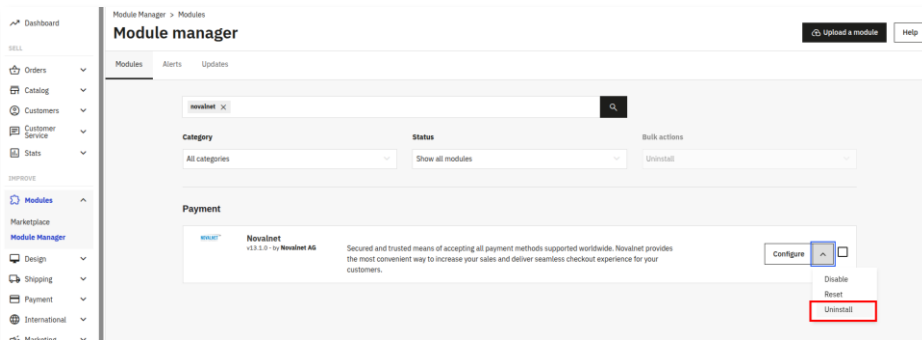 Dashboard
SELL
Orders
Catalog
Customers
Customer
Service
Stats
IMPROVE
Modules
Marketplace
Module Manager
Design
Shipping
Payment
International
Marketing
Module Manager > Modules
Module manager
Upload a module
Help
Modules Alerts Updates
novalnet ×
Category Status Bulk actions
All categories Show all modules Uninstall
Payment
NOVALNET
Novalnet
v13.1.0 - by Novalnet AG
Secured and trusted means of accepting all payment methods supported worldwide. Novalnet provides
the most convenient way to increase your sales and deliver seamless checkout experience for your
customers.
Configure
Disable
Reset
Uninstall